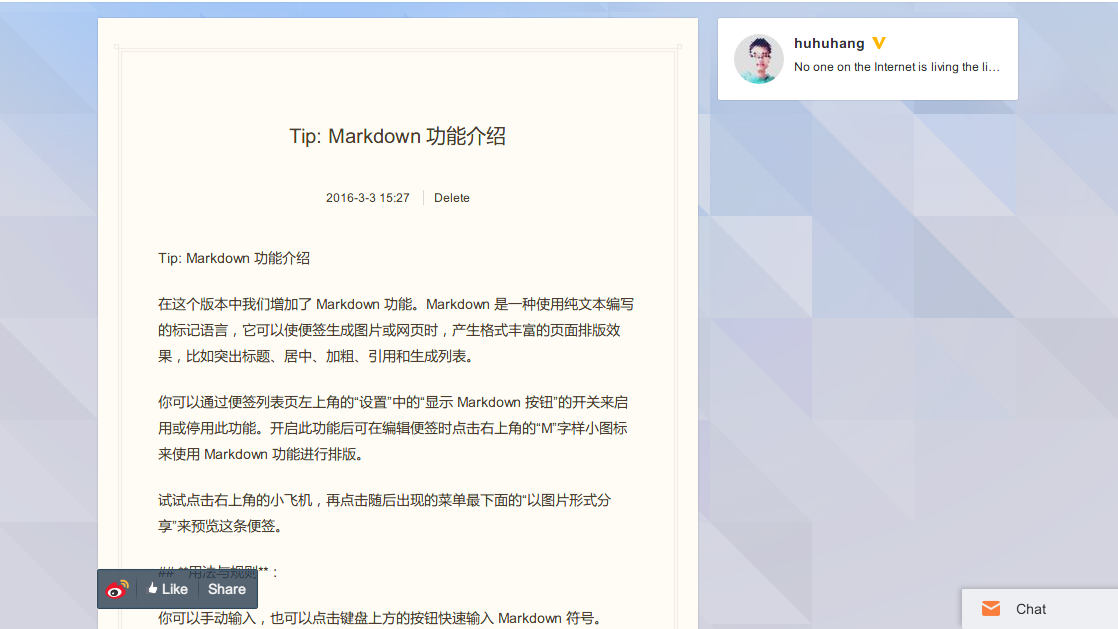 huhuhang
No one on the Internet is living the li…
Tip: Markdown 功能介绍
2016-3-3 15:27 Delete
Tip: Markdown 功能介绍
在这个版本中我们增加了 Markdown 功能。Markdown 是一种使用纯文本编写
的标记语言，它可以使便签生成图片或网页时，产生格式丰富的页面排版效
果，比如突出标题、居中、加粗、引用和生成列表。
你可以通过便签列表页左上角的“设置”中的“显示 Markdown 按钮”的开关来启
用或停用此功能。开启此功能后可在编辑便签时点击右上角的“M”字样小图标
来使用 Markdown 功能进行排版。
试试点击右上角的小飞机，再点击随后出现的菜单最下面的“以图片形式分
享”来预览这条便签。
## **用法与规则**：
Like Share
你可以手动输入，也可以点击键盘上方的按钮快速输入 Markdown 符号。
Chat